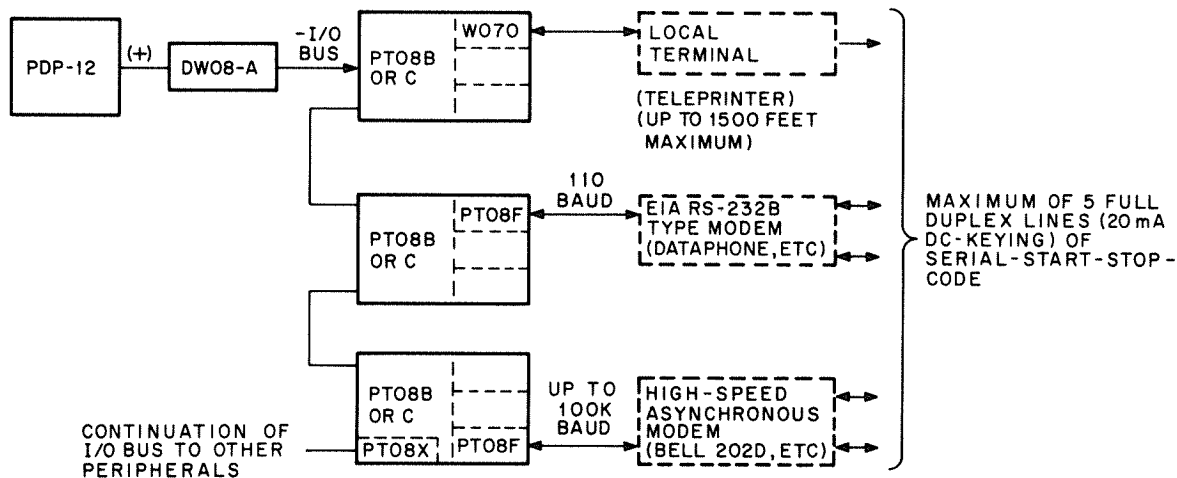 PDP-12
(+)
DW08-A
-I/O
BUS
PT08B
OR C
W070
LOCAL
TERMINAL
(TELEPRINTER)
(UP TO 1500 FEET
MAXIMUM)
PT08B
OR C
PT08F
110
BAUD
EIA RS-232B
TYPE MODEM
(DATAPHONE, ETC)
MAXIMUM OF 5 FULL
DUPLEX LINES (20 mA
DC-KEYING) OF
SERIAL-START-STOP-
CODE
PT08B
OR C
PT08X
PT08F
UP TO
100K
BAUD
HIGH-SPEED
ASYNCHRONOUS
MODEM
(BELL 202D, ETC)
CONTINUATION OF
I/O BUS TO OTHER
PERIPHERALS